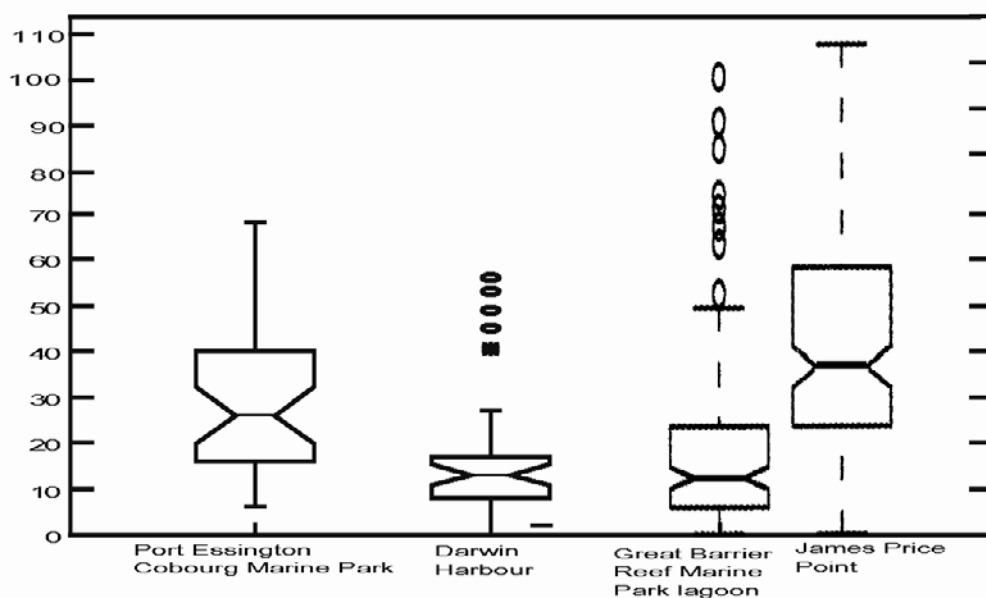 110
100
90
80
70
60
50
40
30
20
10
0
Port Essington
Cobourg Marine Park
Darwin
Harbour
Great Barrier
Reef Marine
Park lagoon
James Price
Point